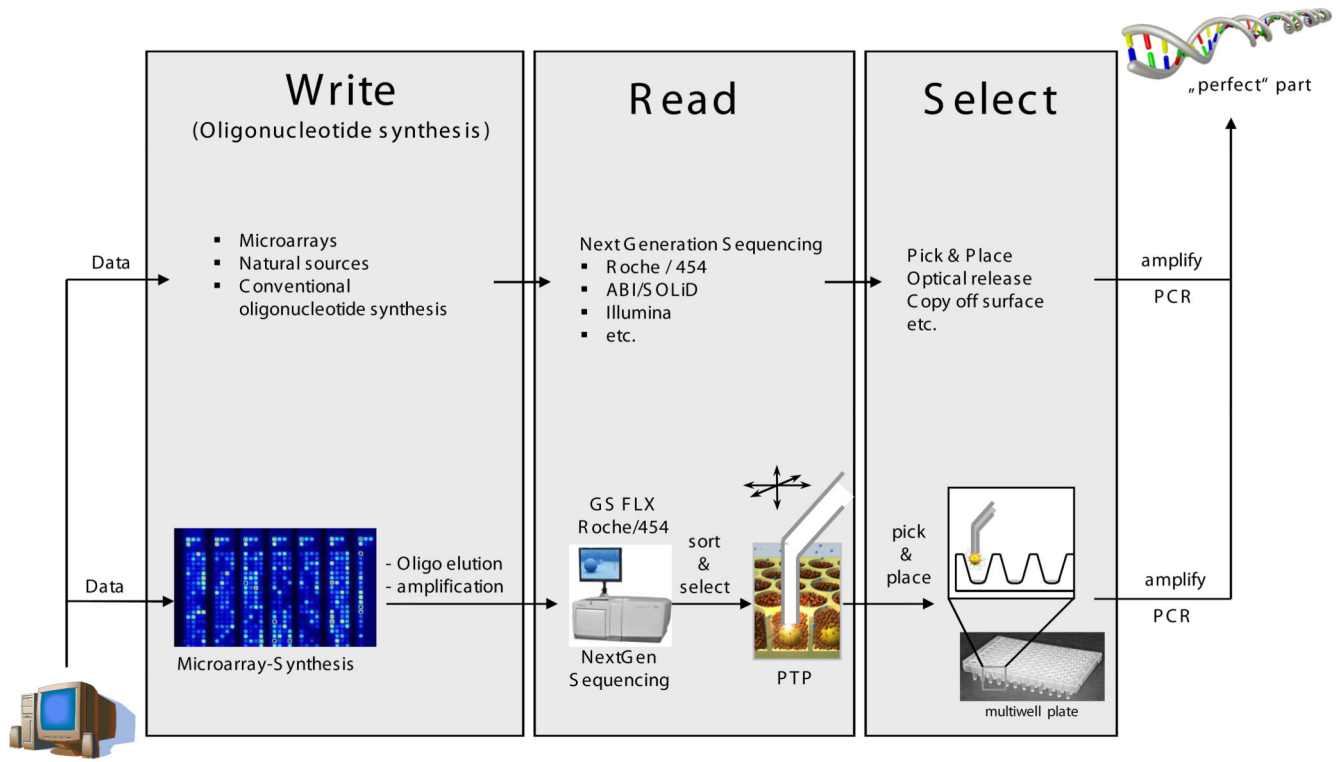 Write
(Oligonucleotide synthesis)
Read
Select
„perfect“ part
Data
▪ Microarrays
▪ Natural sources
▪ Conventional
oligonucleotide synthesis
Next Generation Sequencing
▪ Roche / 454
▪ ABI/SOLiD
▪ Illumina
▪ etc.
Pick & Place
Optical release
Copy off surface
etc.
amplify
PCR
Data
Microarray-Synthesis
- Oligo elution
- amplification
GS FLX
Roche/454
NextGen
Sequencing
sort
&
select
PTP
pick
&
place
multiwell plate
amplify
PCR